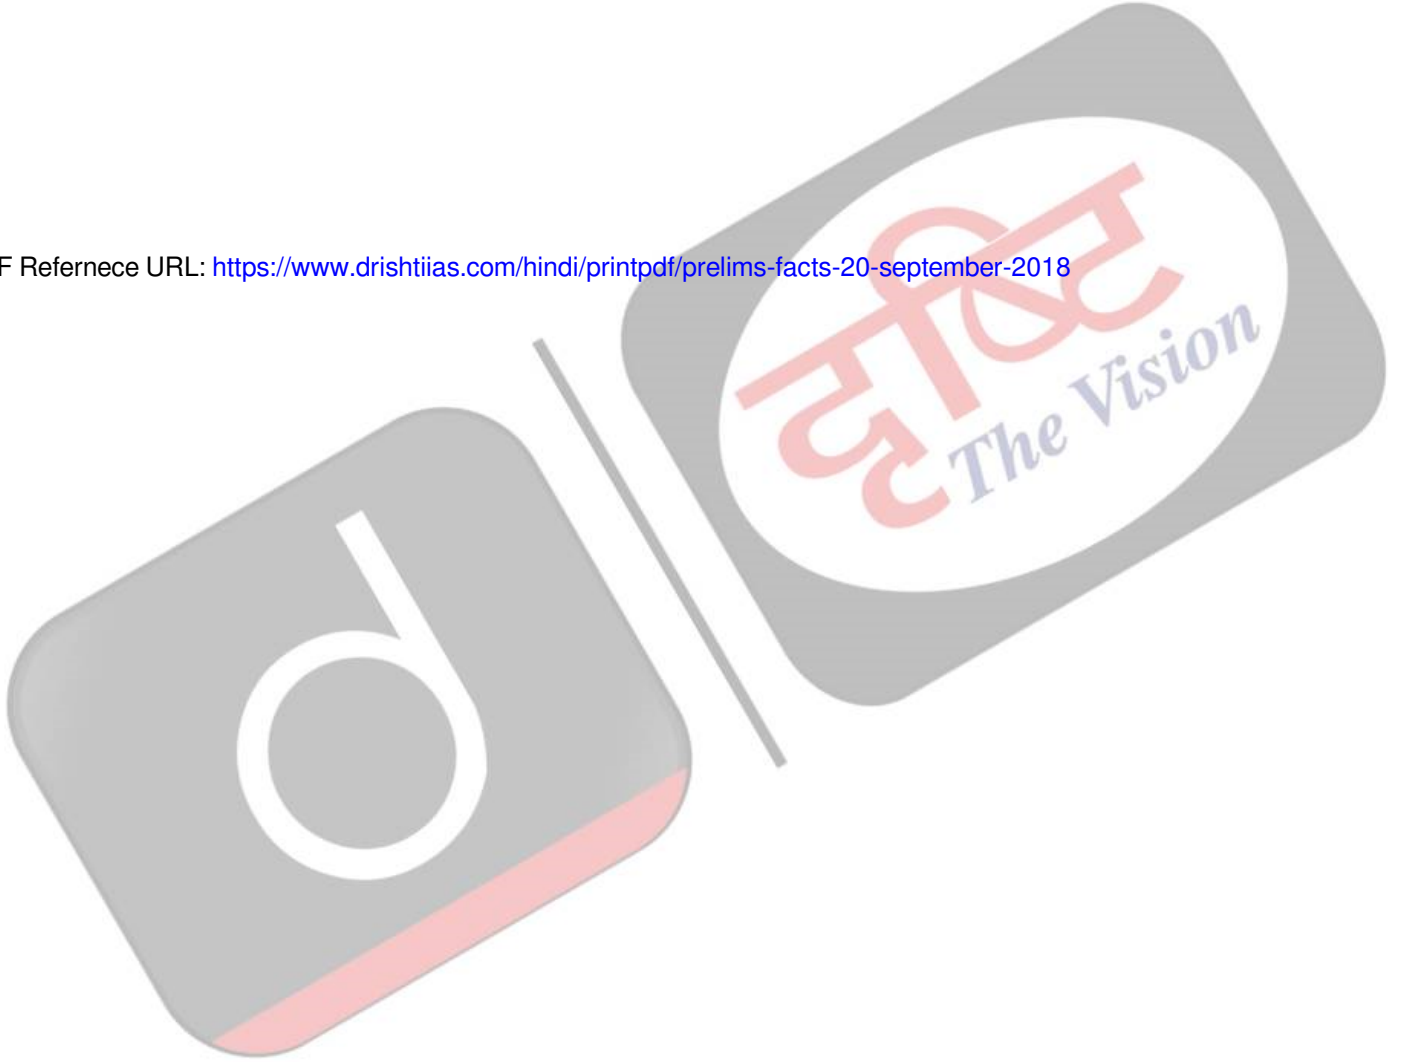 F Refernece URL: https://www.drishtiias.com/hindi/printpdf/prelims-facts-20-september-2018
दृष्टि
The Vision
d